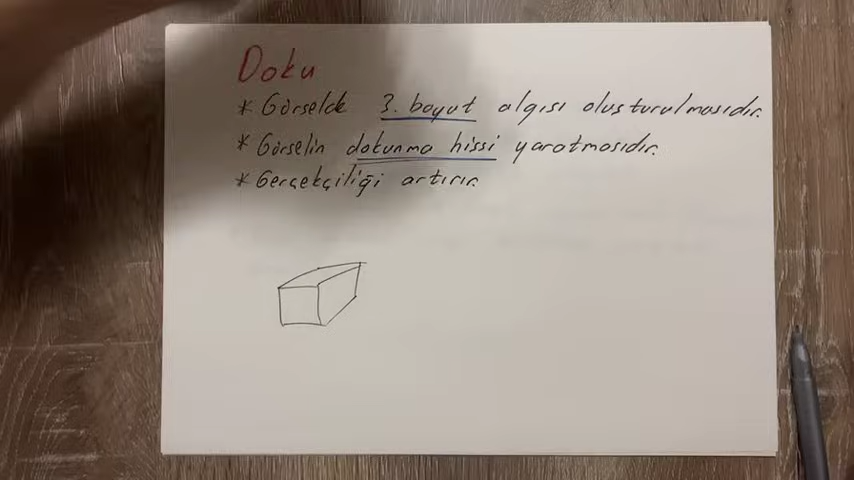 Doku
* Görselde 3. boyut algısı oluşturulmasıdır.
* Görselin dokunma hissi yaratmasıdır.
* Gerçekçiliği artırır.